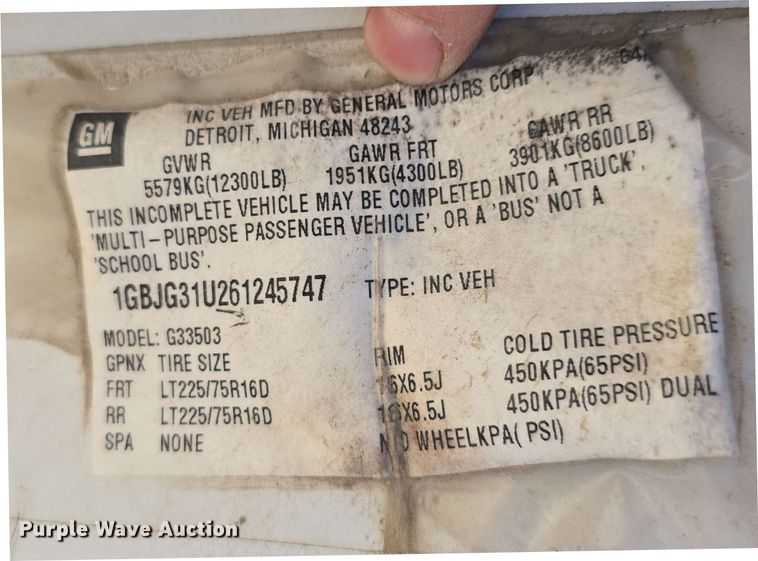 GM
INC VEH MFD BY GENERAL MOTORS CORP
DETROIT, MICHIGAN 48243
GVWR GAWR FRT GAWR RR
5579KG(12300LB) 1951KG(4300LB) 3901KG(8600LB)
THIS INCOMPLETE VEHICLE MAY BE COMPLETED INTO A 'TRUCK',
'MULTI-PURPOSE PASSENGER VEHICLE', OR A 'BUS' NOT A
'SCHOOL BUS'.
1GBJG31U261245747 TYPE: INC VEH
MODEL: G33503
GPNX TIRE SIZE RIM COLD TIRE PRESSURE
FRT LT225/75R16D 16X6.5J 450KPA(65PSI)
RR LT225/75R16D 16X6.5J 450KPA(65PSI) DUAL
SPA NONE N/O WHEELKPA( PSI)
Purple Wave Auction